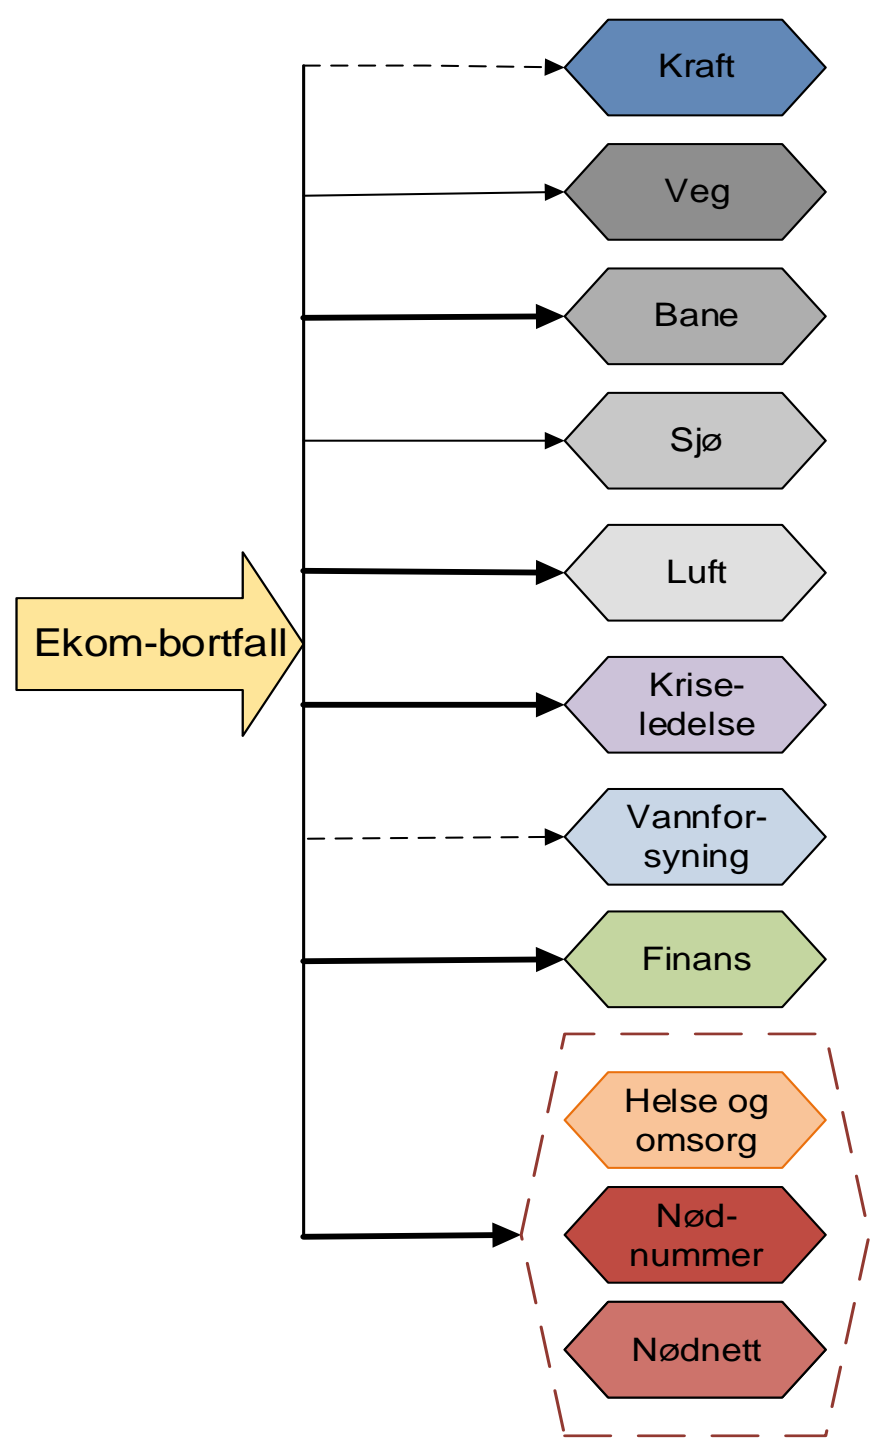 Kraft
Veg
Bane
Sjø
Luft
Ekom-bortfall
Krise-
ledelse
Vannfor-
syning
Finans
Helse og
omsorg
Nød-
nummer
Nødnett